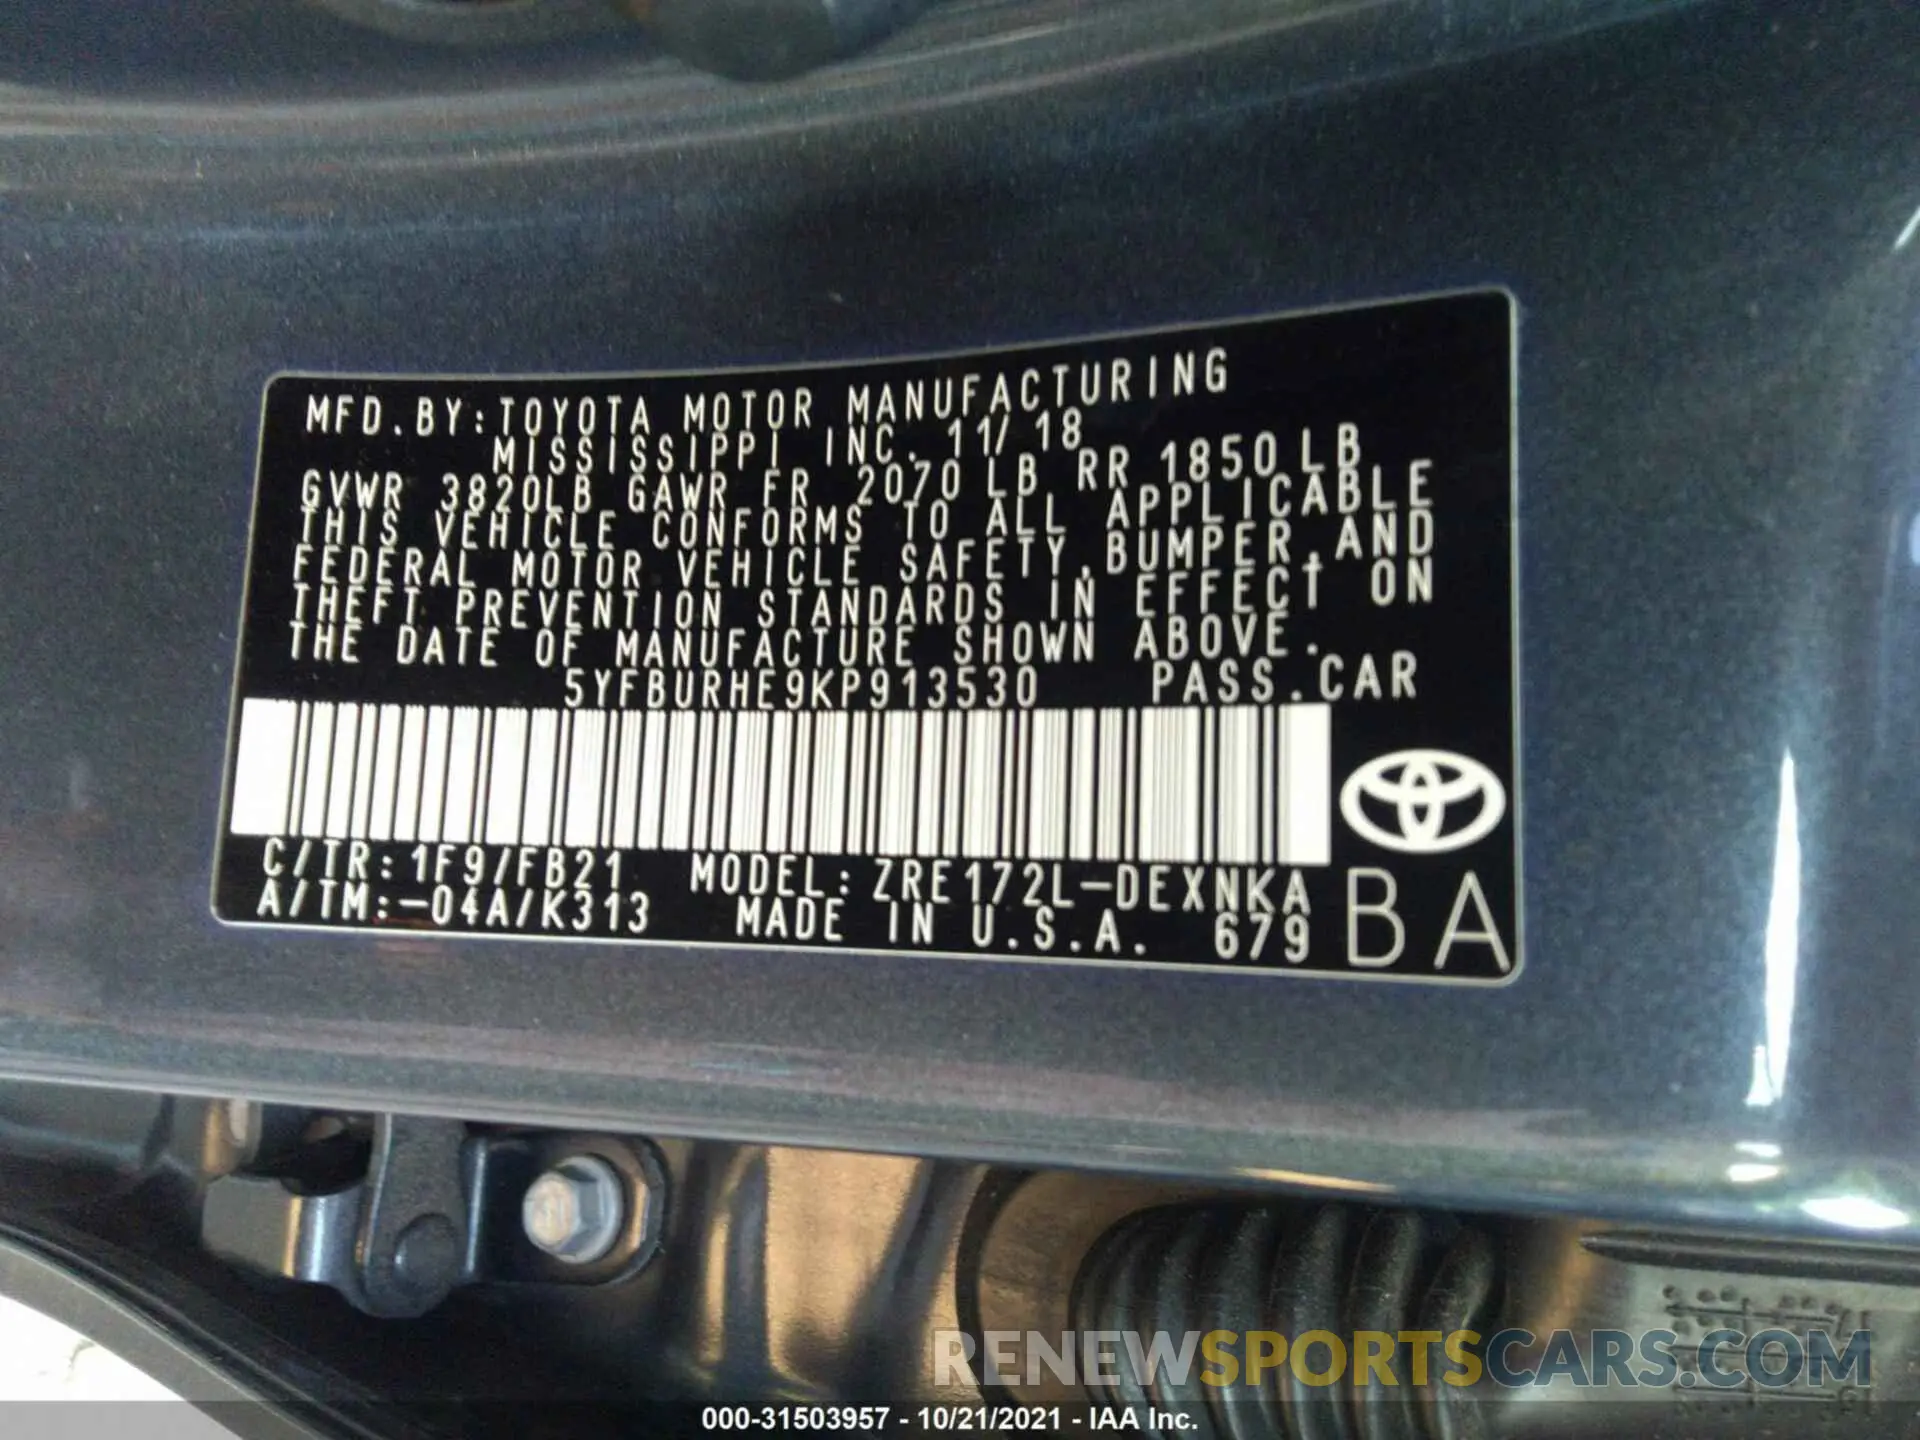 MFD. BY: TOYOTA MOTOR MANUFACTURING
MISSISSIPPI INC. 11/18
GVWR 3820LB GAWR FR 2070 LB RR 1850LB
THIS VEHICLE CONFORMS TO ALL APPLICABLE
FEDERAL MOTOR VEHICLE SAFETY, BUMPER, AND
THEFT PREVENTION STANDARDS IN EFFECT ON
THE DATE OF MANUFACTURE SHOWN ABOVE.
5YFBURHE9KP913530 PASS. CAR
C/TR: 1F9/FB21 MODEL: ZRE172L-DEXNKA
A/TM: -04A/K313 MADE IN U.S.A. 679
BA
RENEWSPORTSCARS.COM
000-31503957 - 10/21/2021 - IAA Inc.